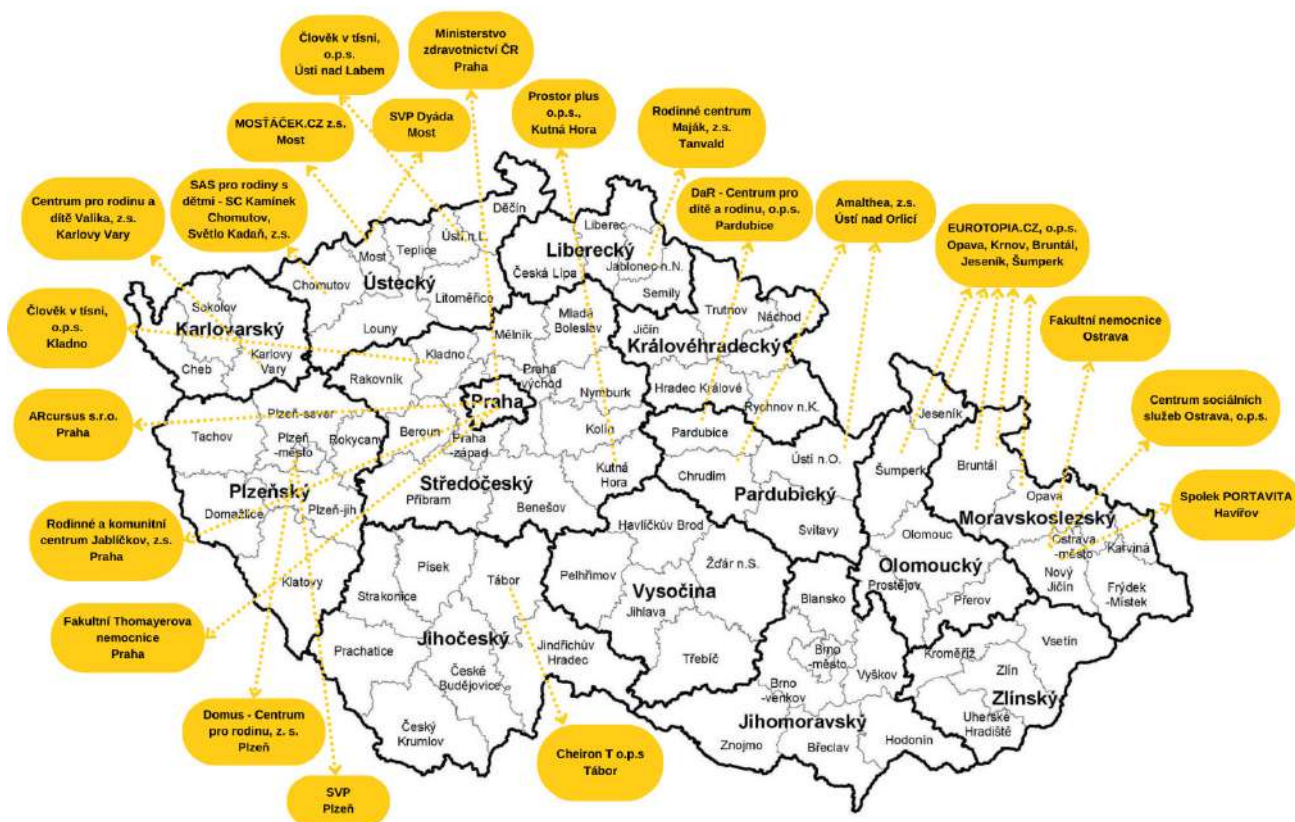 Člověk v tísni,
o.p.s.
Ústí nad Labem
Ministerstvo
zdravotnictví ČR
Praha
MOSŤÁČEK.CZ z.s.
Most
SVP Dyáda
Most
Prostor plus
o.p.s.,
Kutná Hora
Rodinné centrum
Maják, z.s.
Tanvald
Centrum pro rodinu a
dítě Valika, z.s.
Karlovy Vary
SAS pro rodiny s
dětmi - SC Kamínek
Chomutov,
Světlo Kadaň, z.s.
DaR - Centrum pro
dítě a rodinu, o.p.s.
Pardubice
Amalthea, z.s.
Ústí nad Orlicí
EUROTOPIA.CZ, o.p.s.
Opava, Krnov, Bruntál,
Jeseník, Šumperk
Člověk v tísni,
o.p.s.
Kladno
Fakultní nemocnice
Ostrava
ARcursus s.r.o.
Praha
Centrum sociálních
služeb Ostrava, o.p.s.
Rodinné a komunitní
centrum Jablíčkov, z.s.
Praha
Spolek PORTAVITA
Havířov
Fakultní Thomayerova
nemocnice
Praha
Domus - Centrum
pro rodinu, z. s.
Plzeň
SVP
Plzeň
Cheiron T o.p.s
Tábor
Děčín
Ústí n.L.
Teplice
Most
Chomutov
Ústecký
Litoměřice
Louny
Liberec
Liberecký
Česká Lípa
Jablonec n.N.
Semily
Sokolov
Karlovarský
Cheb
Karlovy
Vary
Trutnov
Náchod
Jičín
Královéhradecký
Hradec Králové
Rychnov n.K.
Mladá
Boleslav
Mělník
Kladno
Rakovník
Praha
-východ
Nymburk
Praha
Beroun
Praha
-západ
Kolín
Kutná
Hora
Středočeský
Příbram
Benešov
Plzeň-sever
Tachov
Plzeň
-město
Rokycany
Plzeňský
Domažlice
Plzeň-jih
Klatovy
Pardubice
Chrudim
Ústí n.O.
Pardubický
Svitavy
Jeseník
Šumperk
Olomouc
Olomoucký
Prostějov
Přerov
Bruntál
Opava
Moravskoslezský
Ostrava
-město
Karviná
Nový
Jičín
Frýdek
-Místek
Havlíčkův Brod
Pelhřimov
Žďár n.S.
Vysočina
Jihlava
Třebíč
Písek
Tábor
Strakonice
Jihočeský
Prachatice
Jindřichův
Hradec
České
Budějovice
Český
Krumlov
Blansko
Brno
-město
Brno
-venkov
Vyškov
Jihomoravský
Znojmo
Břeclav
Hodonín
Vsetín
Kroměříž
Zlín
Zlínský
Uherské
Hradiště